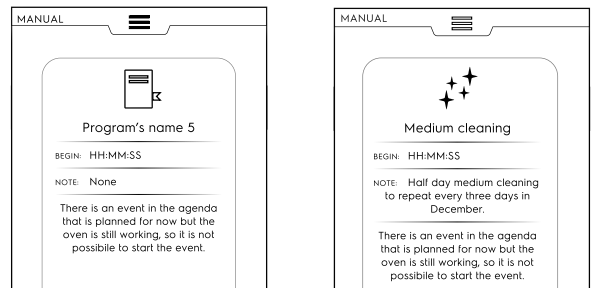 MANUAL
Program's name 5
BEGIN: HH:MM:SS
NOTE: None
There is an event in the agenda
that is planned for now but the
oven is still working, so it is not
possibile to start the event.
MANUAL
Medium cleaning
BEGIN: HH:MM:SS
NOTE: Half day medium cleaning
to repeat every three days in
December.
There is an event in the agenda
that is planned for now but the
oven is still working, so it is not
possibile to start the event.